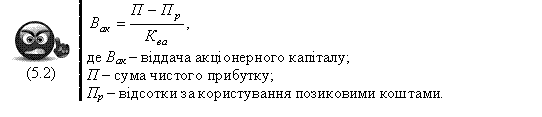 Вак = (П – Пр) / Ква ,
де Вак – віддача акціонерного капіталу;
(5.2) П – сума чистого прибутку;
Пр – відсотки за користування позиковими коштами.